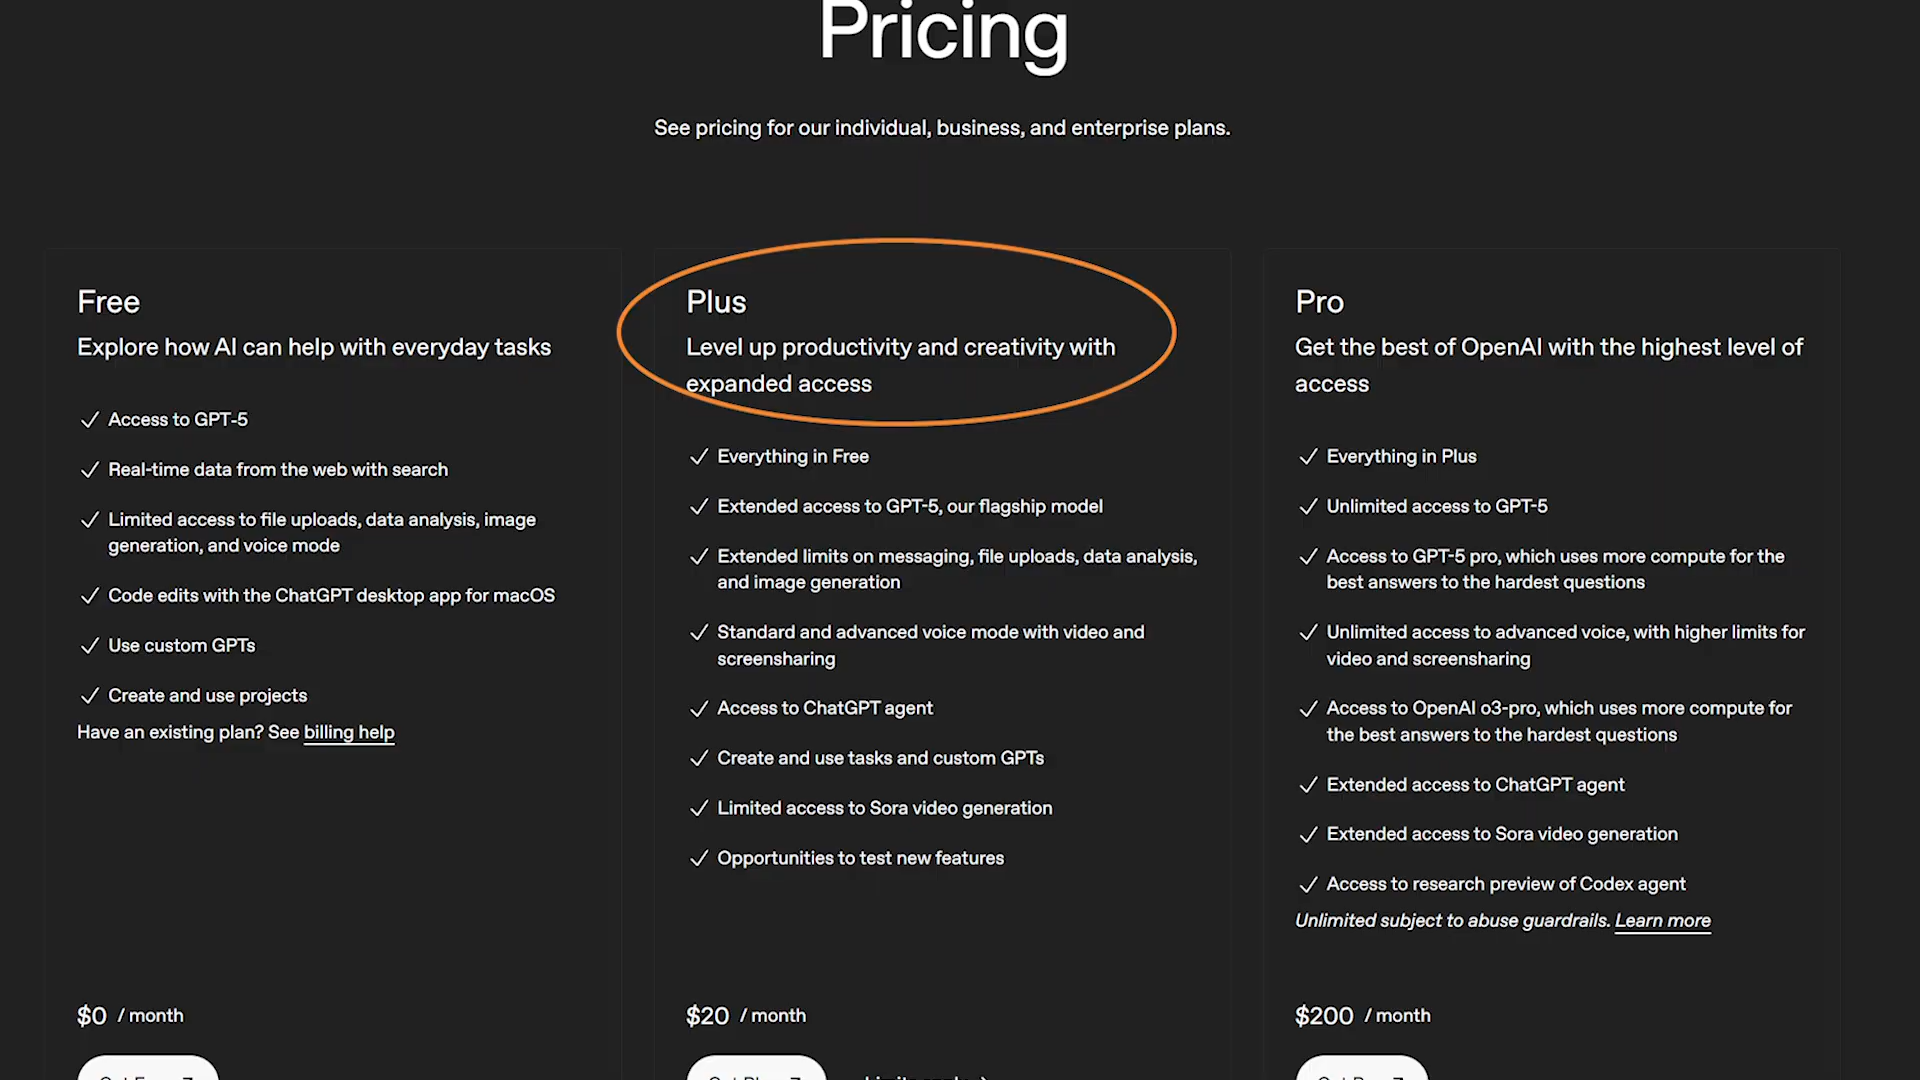 Pricing
See pricing for our individual, business, and enterprise plans.
Free
Explore how AI can help with everyday tasks
Access to GPT-5
Real-time data from the web with search
Limited access to file uploads, data analysis, image
generation, and voice mode
Code edits with the ChatGPT desktop app for macOS
Use custom GPTs
Create and use projects
Have an existing plan? See billing help
$0 / month
Plus
Level up productivity and creativity with
expanded access
Everything in Free
Extended access to GPT-5, our flagship model
Extended limits on messaging, file uploads, data analysis,
and image generation
Standard and advanced voice mode with video and
screensharing
Access to ChatGPT agent
Create and use tasks and custom GPTs
Limited access to Sora video generation
Opportunities to test new features
$20 / month
Pro
Get the best of OpenAI with the highest level of
access
Everything in Plus
Unlimited access to GPT-5
Access to GPT-5 pro, which uses more compute for the
best answers to the hardest questions
Unlimited access to advanced voice, with higher limits for
video and screensharing
Access to OpenAI o3-pro, which uses more compute for
the best answers to the hardest questions
Extended access to ChatGPT agent
Extended access to Sora video generation
Access to research preview of Codex agent
Unlimited subject to abuse guardrails. Learn more
$200 / month